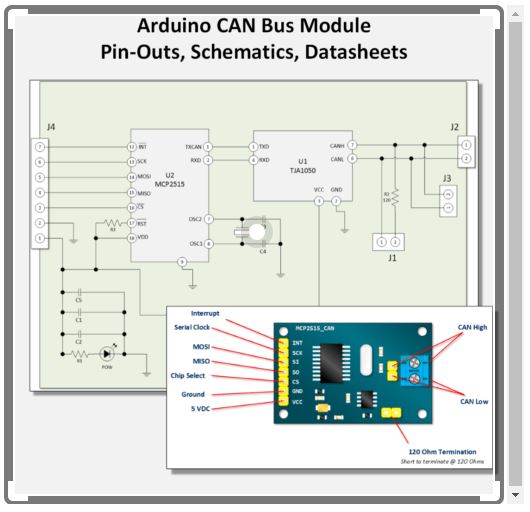 Arduino CAN Bus Module
Pin-Outs, Schematics, Datasheets
J4
J2
J3
J1
7
6
5
4
3
2
1
12
13
14
15
16
17
18
INT
SCK
MOSI
MISO
CS
RST
VDD
U2
MCP2515
TXCAN
RXD
OSC2
OSC1
1
2
7
8
9
1
4
TXD
RXD
U1
TJA1050
CANH
CANL
VCC
GND
7
6
3
2
1
2
R2
120
1
2
R3
C4
C5
C1
C2
R1
POW
Interrupt
Serial Clock
MOSI
MISO
Chip Select
Ground
5 VDC
MCP2515_CAN
INT
SCK
SI
SO
CS
GND
VCC
CAN High
CAN Low
120 Ohm Termination
Short to terminate @ 120 Ohms